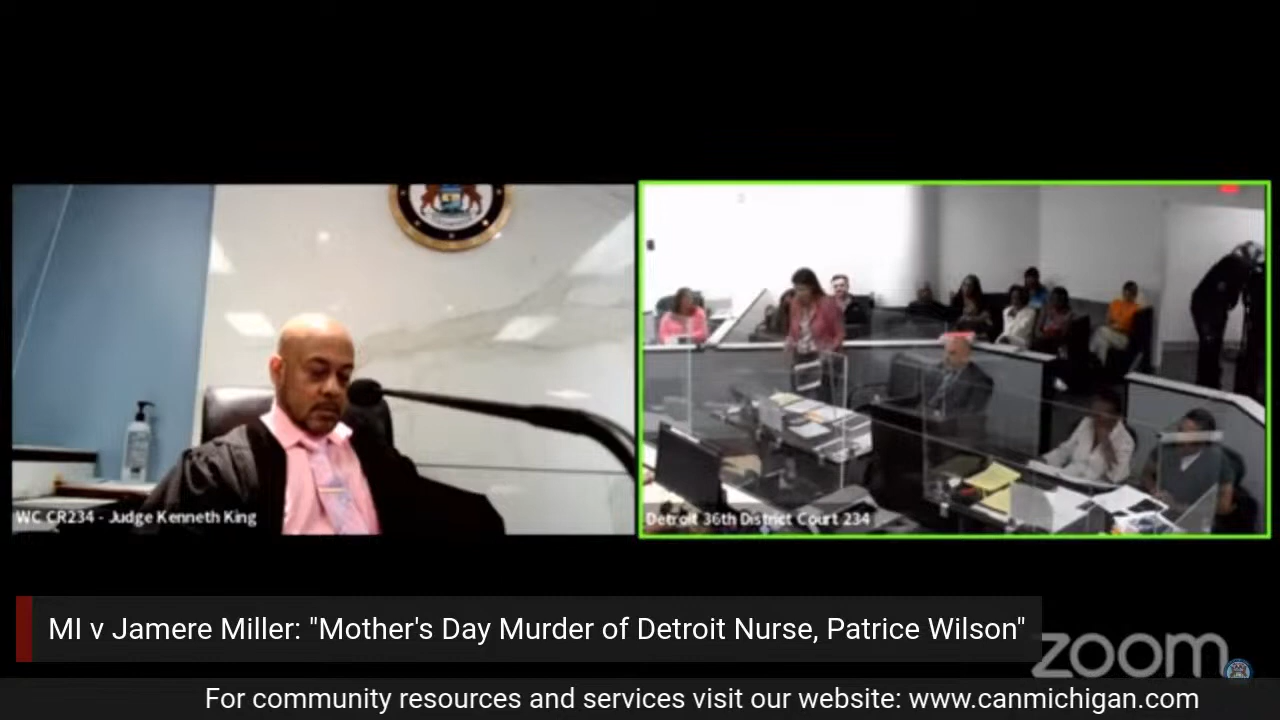 WC CR234 - Judge Kenneth King
Detroit 36th District Court 234
MI v Jamere Miller: "Mother's Day Murder of Detroit Nurse, Patrice Wilson"
zoom
For community resources and services visit our website: www.canmichigan.com